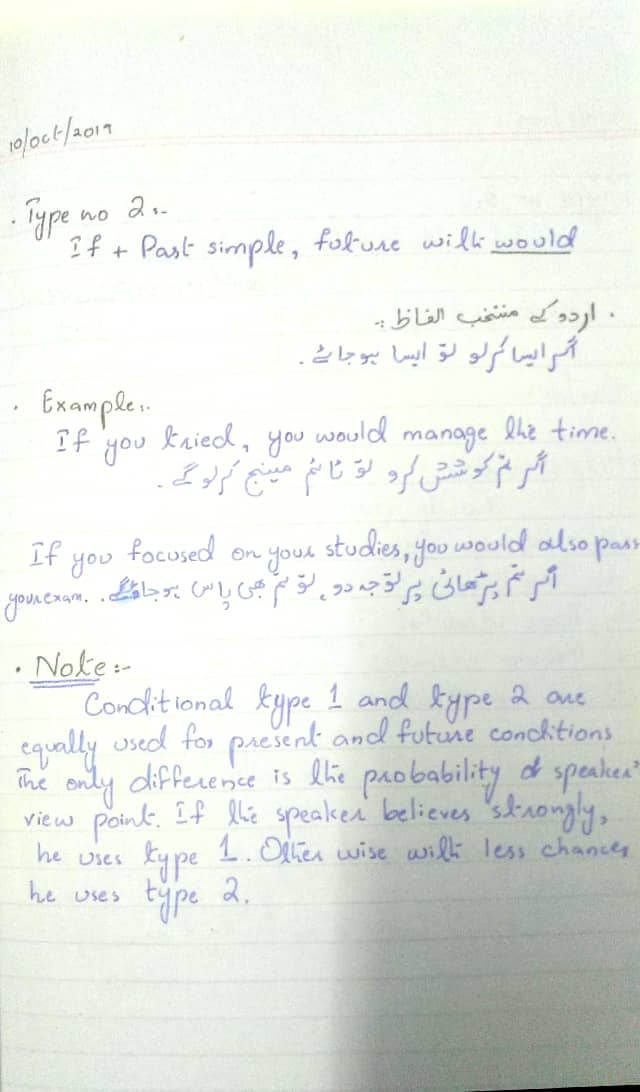 10/oct/2019
. Type no 2:-
If + Past simple, future with would
. اردو کے منتخب الفاظ :-
اگر ایسا کرلو تو ایسا ہوجائے .
. Example:.
If you tried, you would manage the time.
اگر تم کوشش کرو تو ٹائم مینج کرلو گے .
If you focused on your studies, you would also pass
your exam. اگر تم پڑھائی پر توجہ دو، تو تم بھی پاس ہوجاؤگے .
. Note:-
Conditional type 1 and type 2 are
equally used for present and future conditions
The only difference is the probability of speaker's
view point. If the speaker believes strongly,
he uses type 1. Other wise with less chances
he uses type 2.